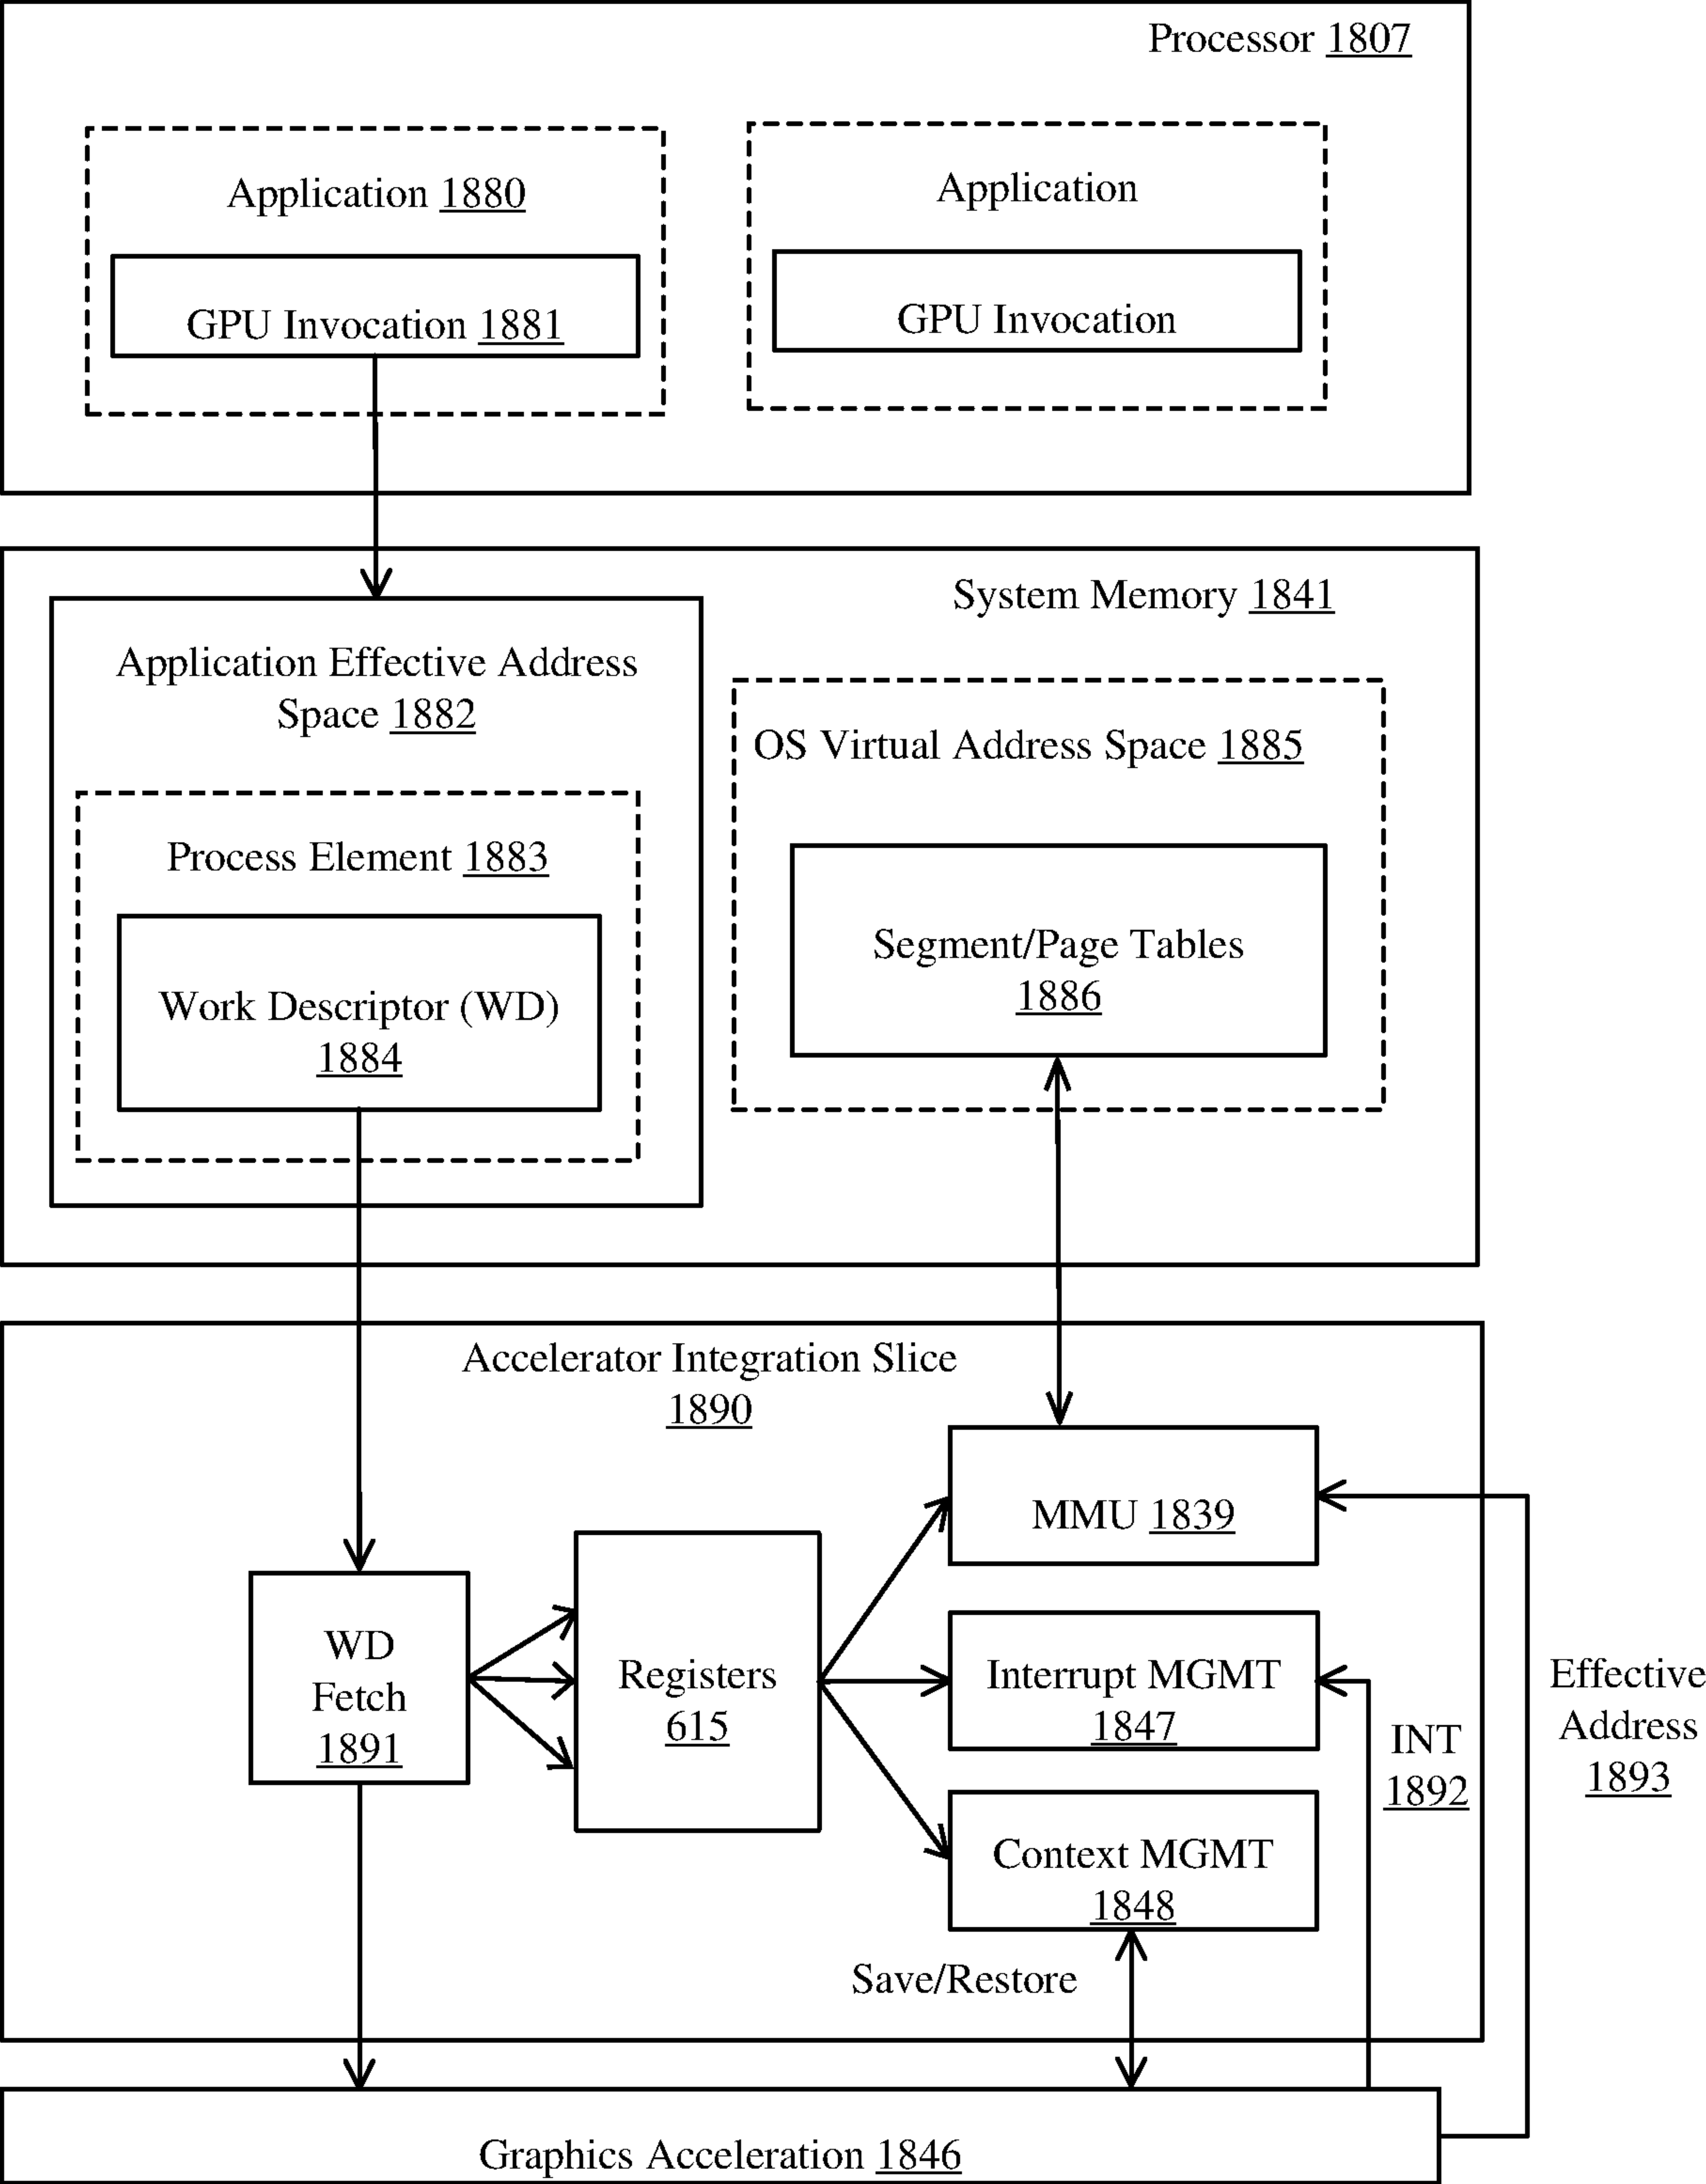 Processor 1807
Application 1880
GPU Invocation 1881
Application
GPU Invocation
System Memory 1841
Application Effective Address
Space 1882
Process Element 1883
Work Descriptor (WD)
1884
OS Virtual Address Space 1885
Segment/Page Tables
1886
Accelerator Integration Slice
1890
WD
Fetch
1891
Registers
615
MMU 1839
Interrupt MGMT
1847
Context MGMT
1848
Save/Restore
INT
1892
Effective
Address
1893
Graphics Acceleration 1846